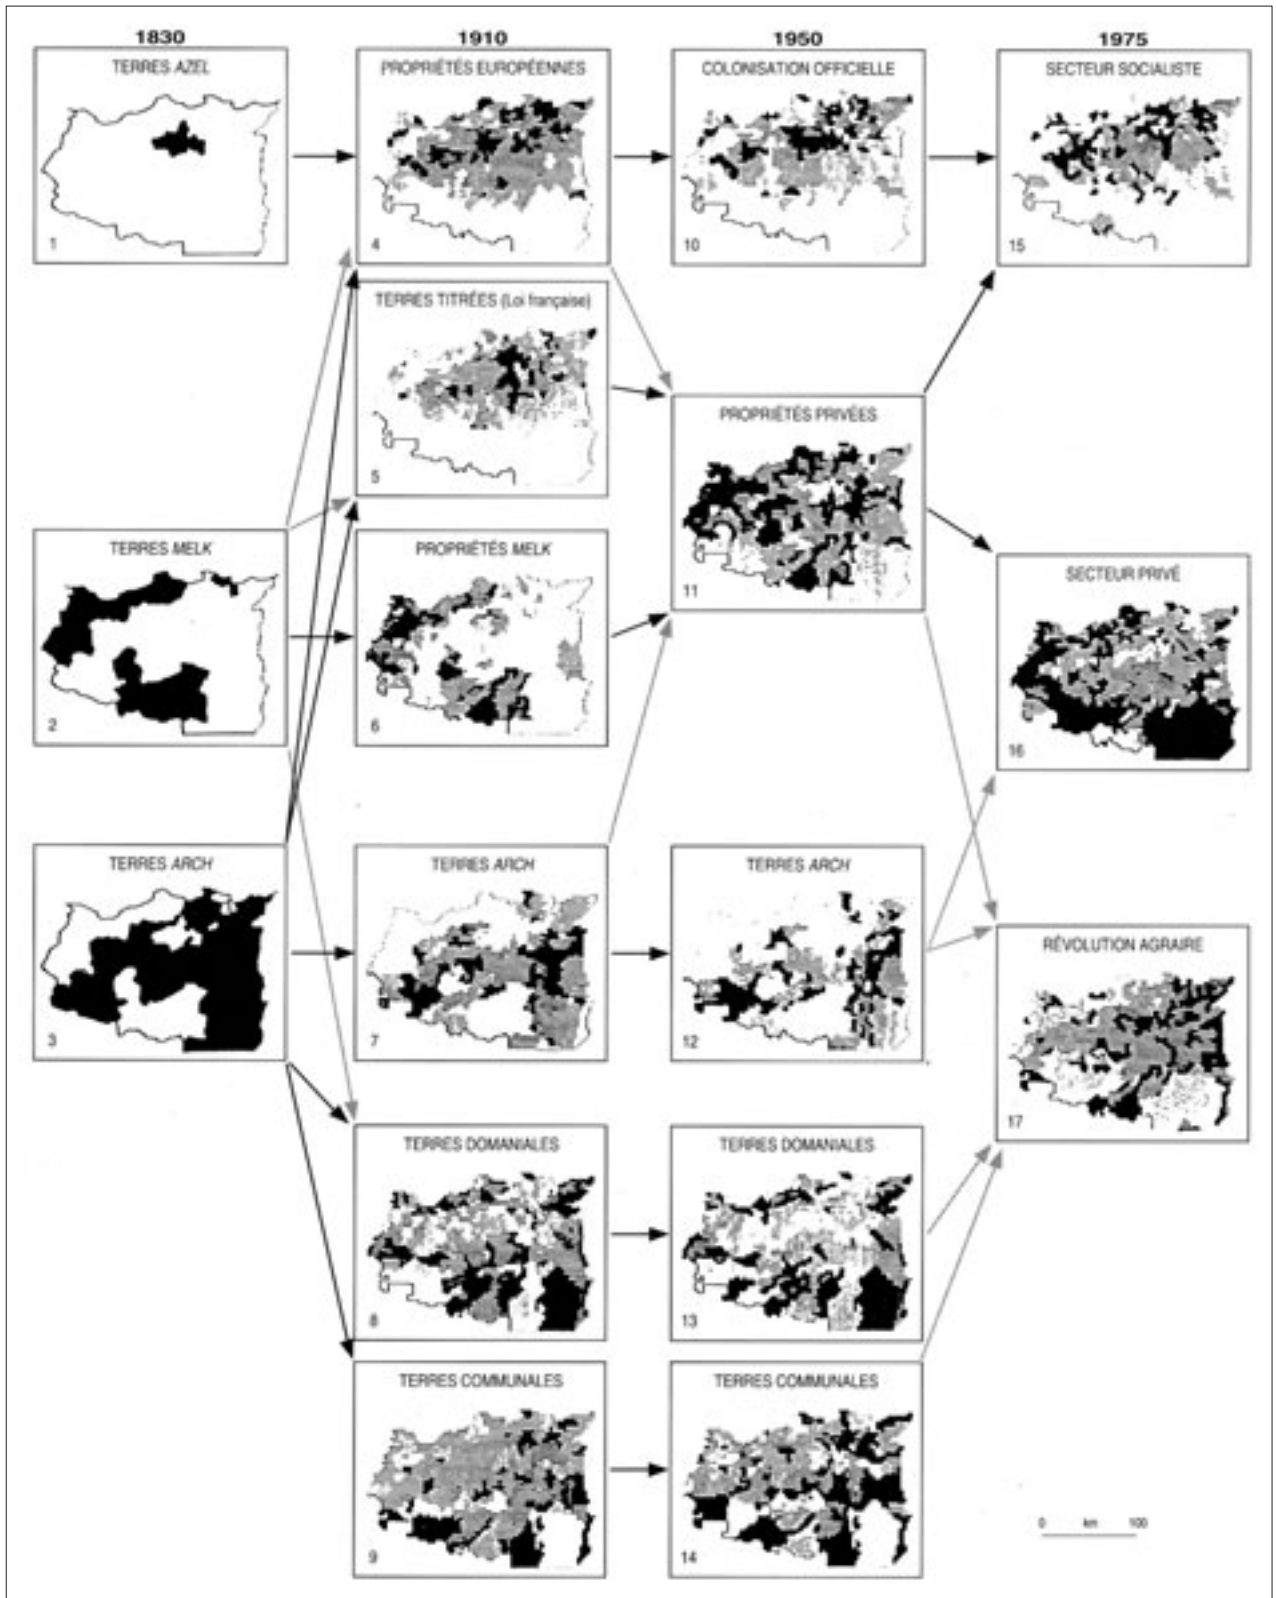 1830
1910
1950
1975
TERRES AZEL
1
PROPRIÉTÉS EUROPÉENNES
4
COLONISATION OFFICIELLE
10
SECTEUR SOCIALISTE
15
TERRES TITRÉES (Loi française)
5
PROPRIÉTÉS PRIVÉES
11
TERRES MELK
2
PROPRIÉTÉS MELK
6
SECTEUR PRIVÉ
16
TERRES ARCH
3
TERRES ARCH
7
TERRES ARCH
12
RÉVOLUTION AGRAIRE
17
TERRES DOMANIALES
8
TERRES DOMANIALES
13
TERRES COMMUNALES
9
TERRES COMMUNALES
14
0 km 100